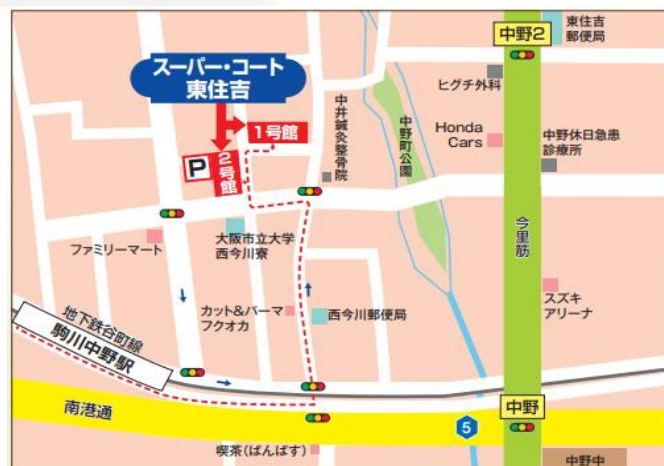 中野2
東住吉
郵便局
スーパー・コート
東住吉
ヒグチ外科
1号館
中井鍼灸整骨院
中野町公園
Honda
Cars
中野休日急患
診療所
P
2号館
今里筋
大阪市立大学
西今川寮
ファミリーマート
スズキ
アリーナ
カット&パーマ
フクオカ
西今川郵便局
地下鉄谷町線
駒川中野駅
南港通
中野
5
喫茶(ばんばす)
中野中